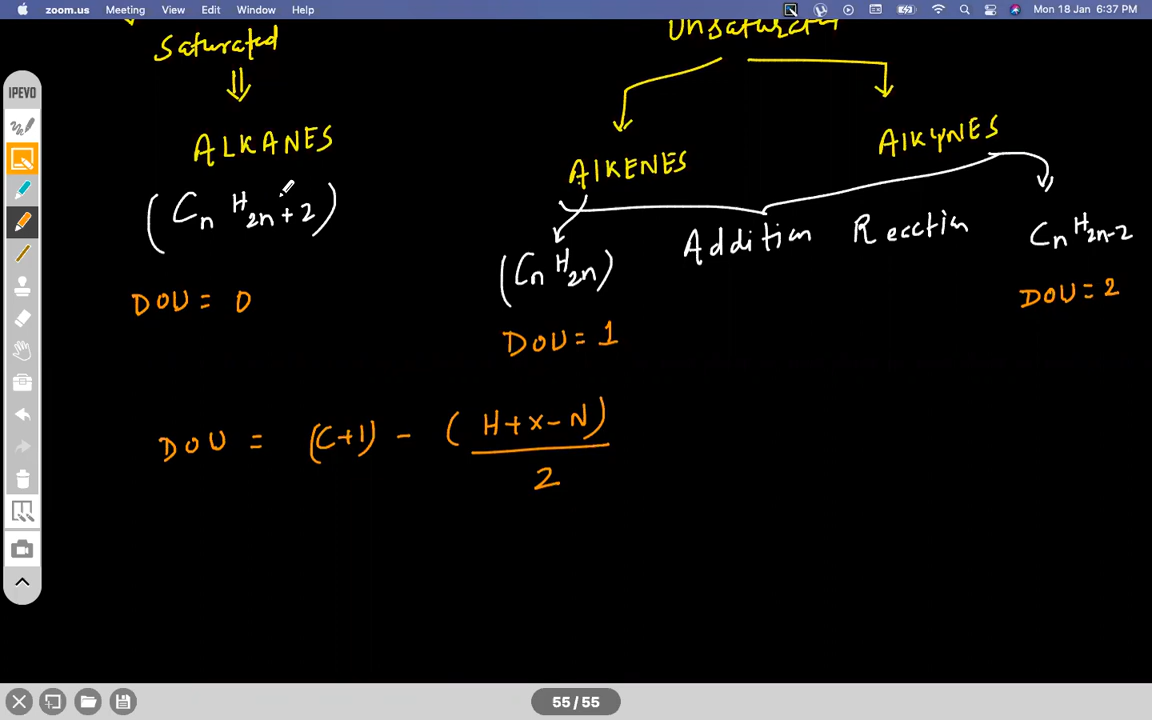 zoom.us Meeting View Edit Window Help Mon 18 Jan 6:37 PM
IPEVO
Saturated
Unsaturated
⇓
ALKANES
AlKENES
AlKyNES
(CnH2n+2)
(CnH2n)
Addition Recction
CnH2n-2
DOU = 0
DOU = 1
DOU = 2
DOU = (C+1) - (H+x-N)/2
55/55